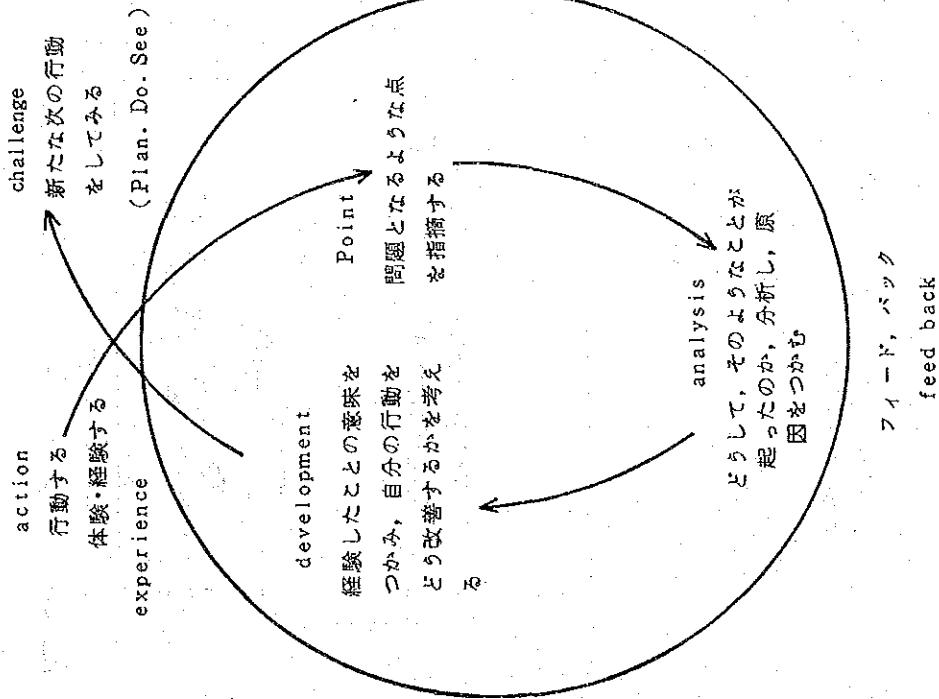 action
行動する
体験・経験する
experience
challenge
新たな次の行動
をしてみる
(Plan. Do. See)
Point
問題となるような点
を指摘する
analysis
どうして,そのようなことが
起ったのか,分析し,原
因をつかむ
development
経験したことの意味を
つかみ,自分の行動を
どう改善するかを考え
る
フィード,バック
feed back